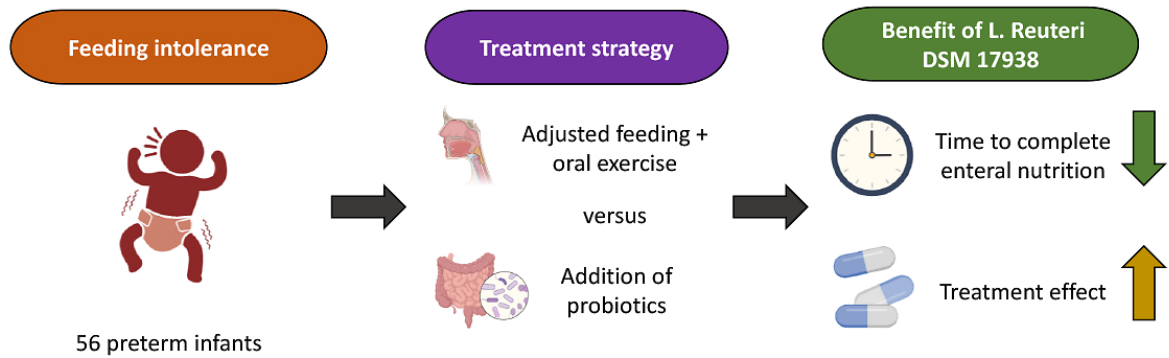 Feeding intolerance
56 preterm infants
Treatment strategy
Adjusted feeding +
oral exercise
versus
Addition of
probiotics
Benefit of L. Reuteri
DSM 17938
Time to complete
enteral nutrition
Treatment effect